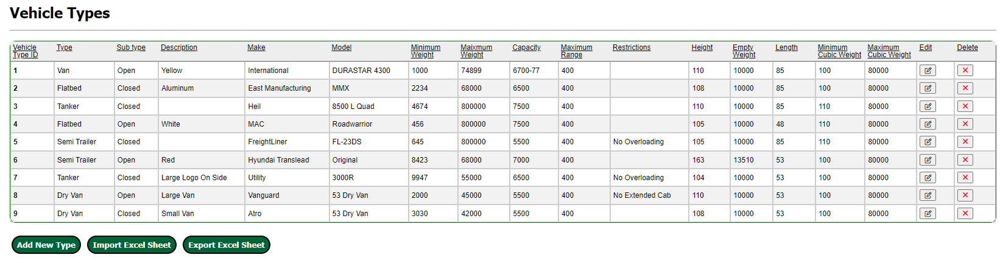 Vehicle Types
Vehicle Type ID Type Sub type Description Make Model Minimum Weight Maixmum Weight Capacity Maximum Range Restrictions Height Empty Weight Length Minimum Cubic Weight Maximum Cubic Weight Edit Delete
1 Van Open Yellow International DURASTAR 4300 1000 74899 6700-77 400 110 10000 85 100 80000
2 Flatbed Closed Aluminum East Manufacturing MMX 2234 68000 6500 400 108 10000 85 100 80000
3 Tanker Closed Heil 8500 L Quad 4674 800000 7500 400 110 10000 85 110 80000
4 Flatbed Open White MAC Roadwarrior 456 800000 7500 400 105 10000 48 110 80000
5 Semi Trailer Closed FreightLiner FL-23DS 645 800000 5500 400 No Overloading 105 10000 85 110 80000
6 Semi Trailer Open Red Hyundai Translead Original 8423 68000 7000 400 163 13510 53 100 80000
7 Tanker Closed Large Logo On Side Utility 3000R 9947 55000 6500 400 No Overloading 104 10000 53 100 80000
8 Dry Van Open Large Van Vanguard 53 Dry Van 2000 45000 5500 400 No Extended Cab 110 10000 53 100 80000
9 Dry Van Closed Small Van Atro 53 Dry Van 3030 42000 5500 400 108 10000 53 100 80000
Add New Type Import Excel Sheet Export Excel Sheet